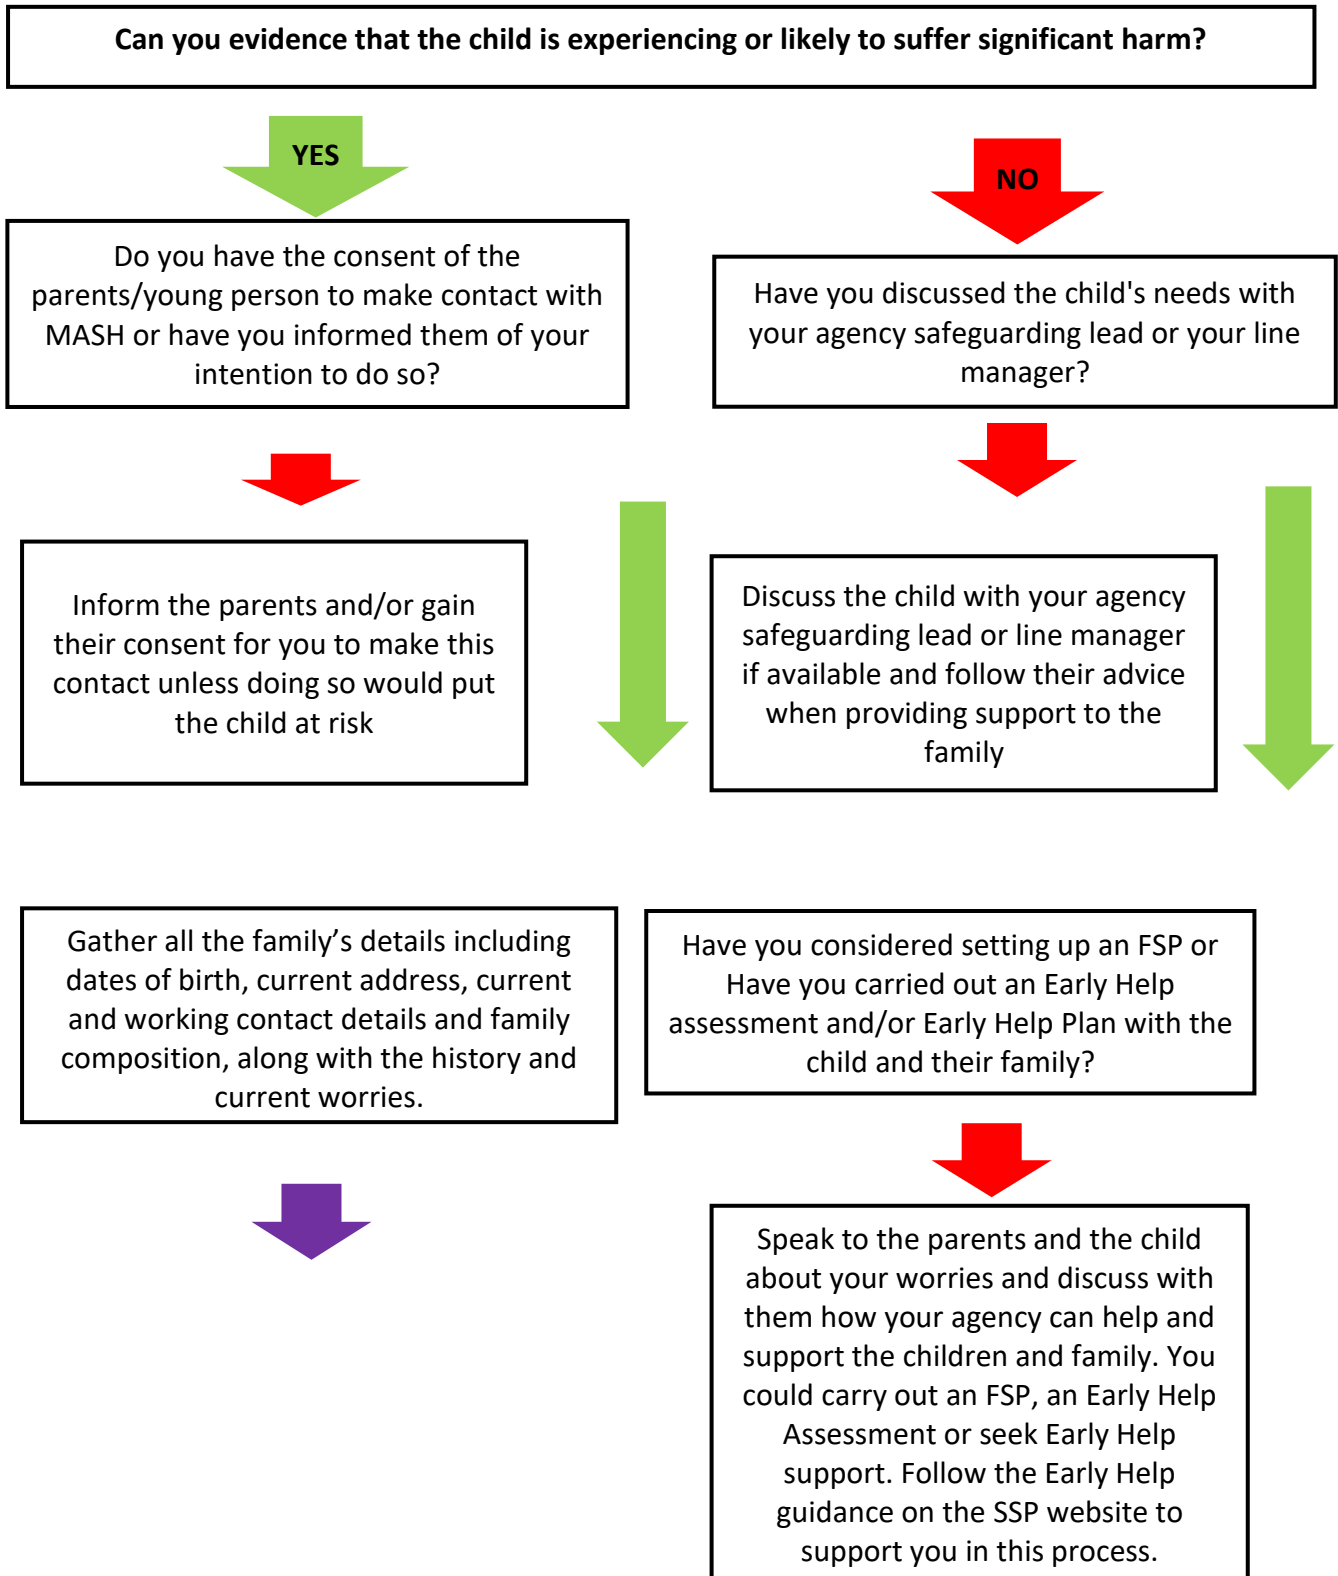 Can you evidence that the child is experiencing or likely to suffer significant harm?
YES
NO
Do you have the consent of the
parents/young person to make contact with
MASH or have you informed them of your
intention to do so?
Have you discussed the child's needs with
your agency safeguarding lead or your line
manager?
Inform the parents and/or gain
their consent for you to make this
contact unless doing so would put
the child at risk
Discuss the child with your agency
safeguarding lead or line manager
if available and follow their advice
when providing support to the
family
Gather all the family’s details including
dates of birth, current address, current
and working contact details and family
composition, along with the history and
current worries.
Have you considered setting up an FSP or
Have you carried out an Early Help
assessment and/or Early Help Plan with the
child and their family?
Speak to the parents and the child
about your worries and discuss with
them how your agency can help and
support the children and family. You
could carry out an FSP, an Early Help
Assessment or seek Early Help
support. Follow the Early Help
guidance on the SSP website to
support you in this process.